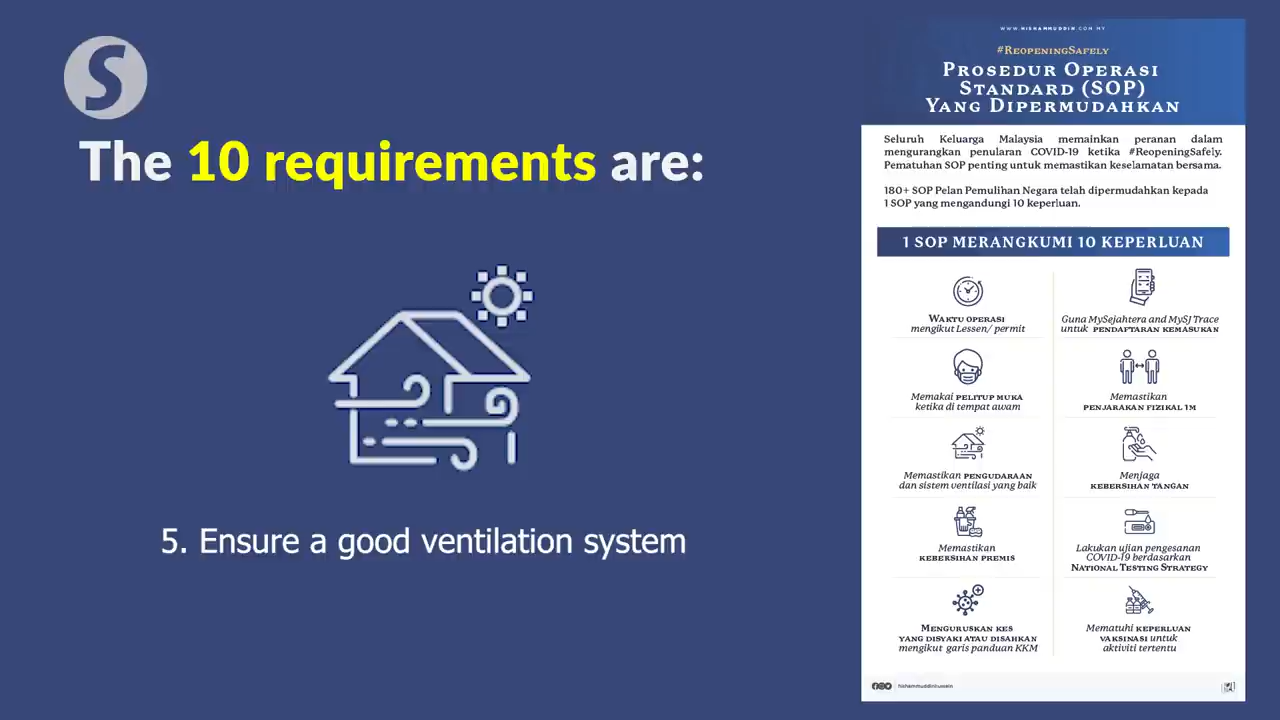 S
The 10 requirements are:
5. Ensure a good ventilation system
WWW.HISHAMMUDDIN.COM.MY
#REOPENINGSAFELY
PROSEDUR OPERASI
STANDARD (SOP)
YANG DIPERMUDAHKAN
Seluruh Keluarga Malaysia memainkan peranan dalam
mengurangkan penularan COVID-19 ketika #ReopeningSafely.
Pematuhan SOP penting untuk memastikan keselamatan bersama.
180+ SOP Pelan Pemulihan Negara telah dipermudahkan kepada
1 SOP yang mengandungi 10 keperluan.
1 SOP MERANGKUMI 10 KEPERLUAN
WAKTU OPERASI
mengikut Lessen/ permit
Guna MySejahtera and MySJ Trace
untuk PENDAFTARAN KEMASUKAN
Memakai PELITUP MUKA
ketika di tempat awam
Memastikan
PENJARAKAN FIZIKAL 1M
Memastikan PENGUDARAAN
dan sistem ventilasi yang baik
Menjaga
KEBERSIHAN TANGAN
Memastikan
KEBERSIHAN PREMIS
Lakukan ujian pengesanan
COVID-19 berdasarkan
NATIONAL TESTING STRATEGY
MENGURUSKAN KES
YANG DISYAKI ATAU DISAHKAN
mengikut garis panduan KKM
Mematuhi KEPERLUAN
VAKSINASI untuk
aktiviti tertentu
hishammuddinhussein